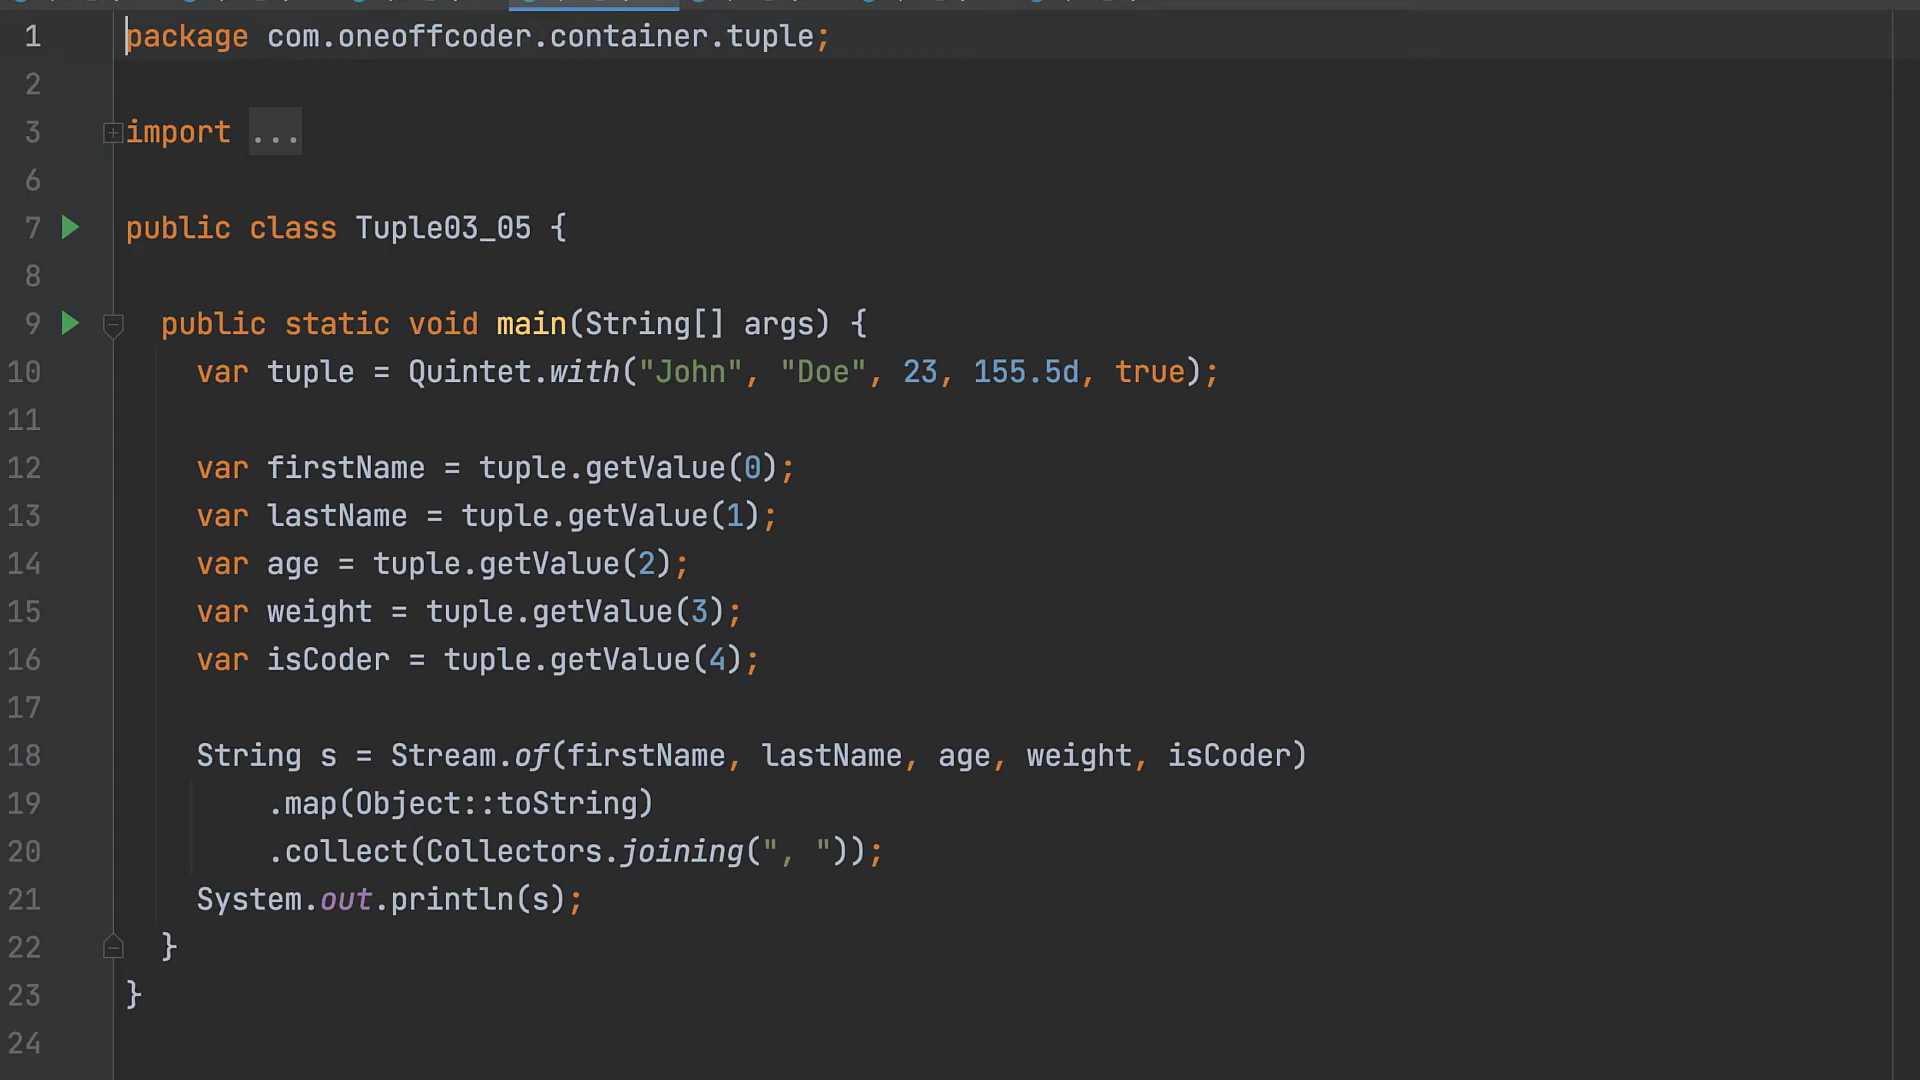 1 package com.oneoffcoder.container.tuple;
2
3 import ...
6
7 public class Tuple03_05 {
8
9 public static void main(String[] args) {
10 var tuple = Quintet.with("John", "Doe", 23, 155.5d, true);
11
12 var firstName = tuple.getValue(0);
13 var lastName = tuple.getValue(1);
14 var age = tuple.getValue(2);
15 var weight = tuple.getValue(3);
16 var isCoder = tuple.getValue(4);
17
18 String s = Stream.of(firstName, lastName, age, weight, isCoder)
19 .map(Object::toString)
20 .collect(Collectors.joining(", "));
21 System.out.println(s);
22 }
23 }
24